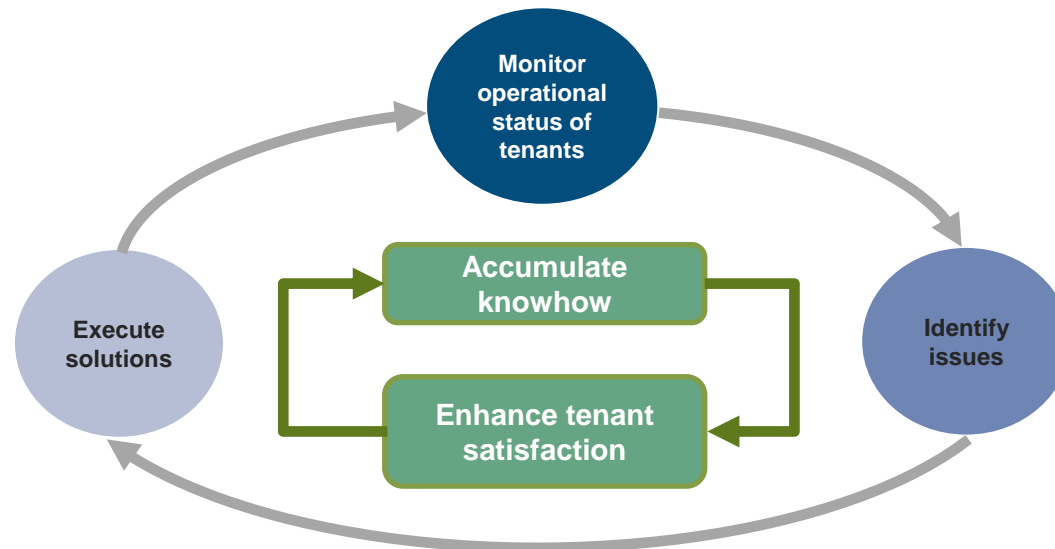 Monitor
operational
status of
tenants
Accumulate
knowhow
Execute
solutions
Identify
issues
Enhance tenant
satisfaction